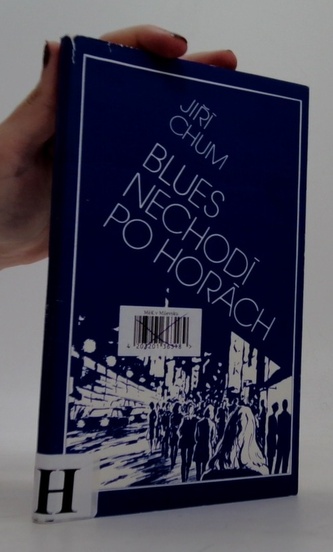 JIŘÍ
CHUM
BLUES
NECHODÍ
PO HORÁCH
H